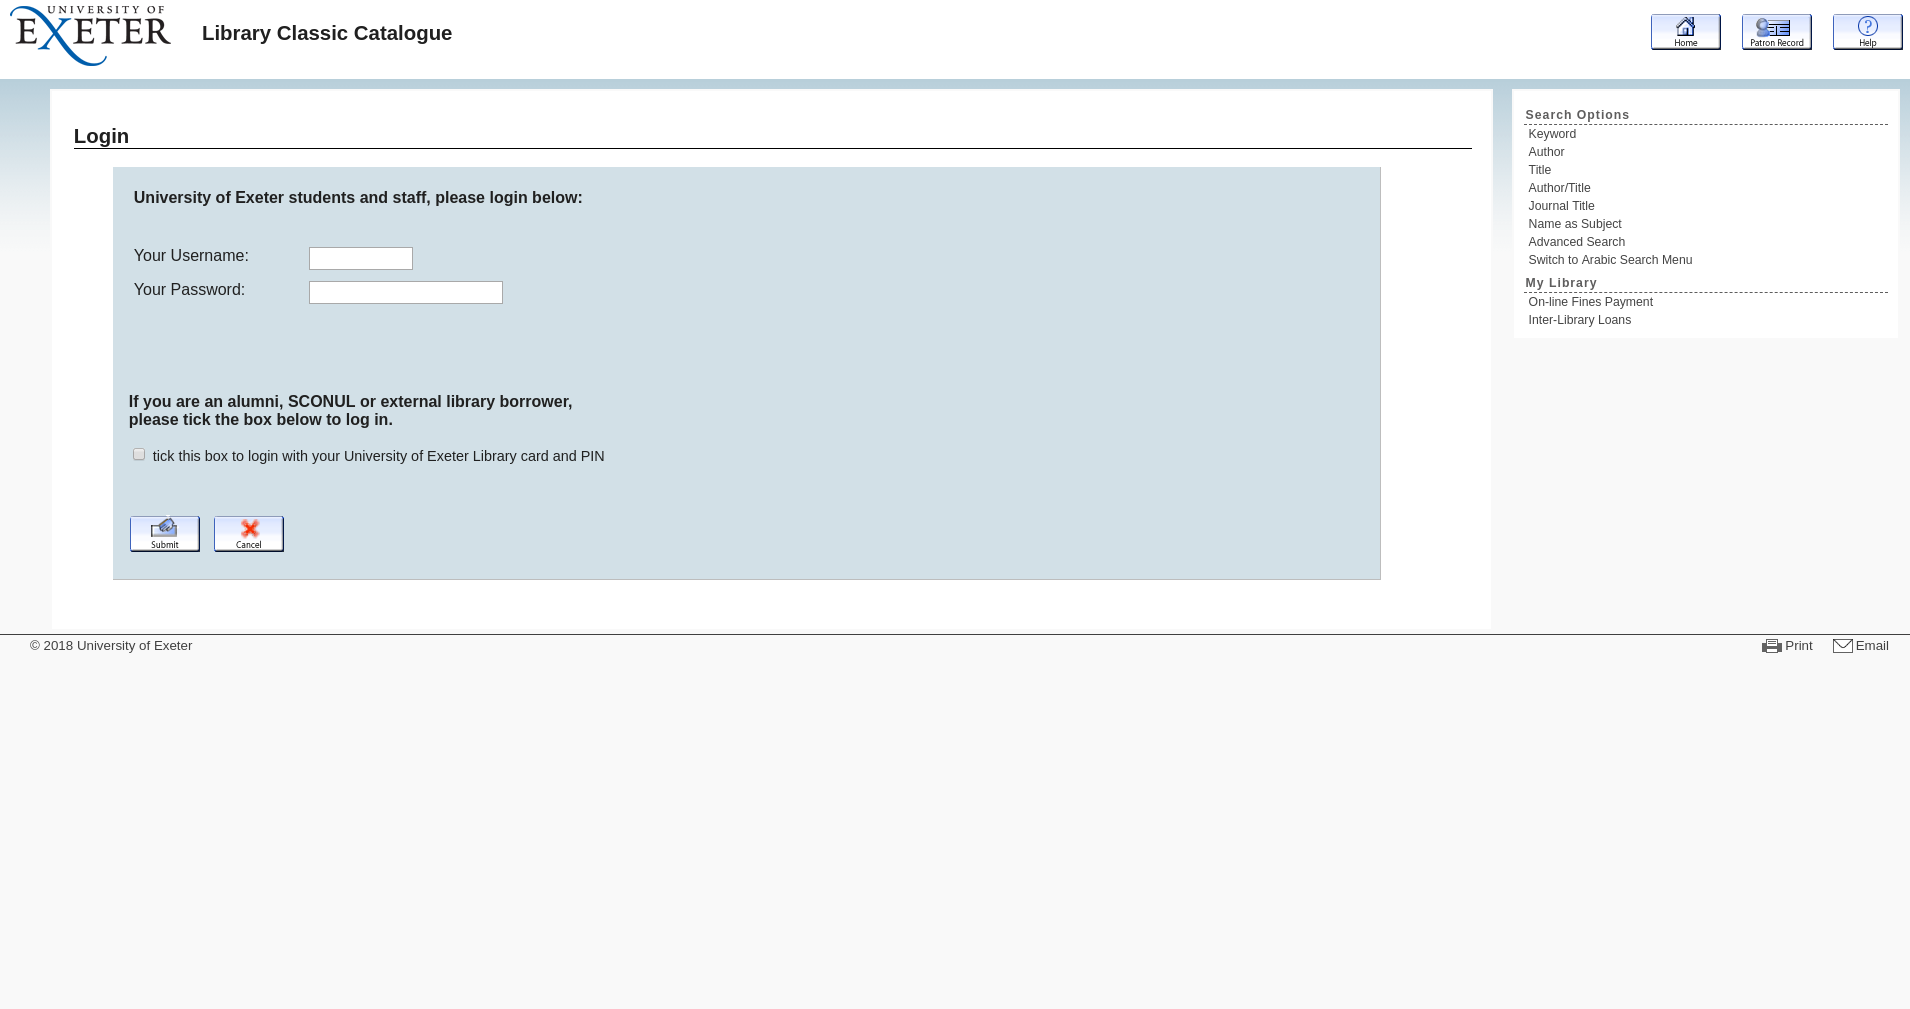 UNIVERSITY OF
EXETER
Library Classic Catalogue
Home
Patron Record
Help
Login
University of Exeter students and staff, please login below:
Your Username:
Your Password:
If you are an alumni, SCONUL or external library borrower,
please tick the box below to log in.
tick this box to login with your University of Exeter Library card and PIN
Submit
Cancel
Search Options
Keyword
Author
Title
Author/Title
Journal Title
Name as Subject
Advanced Search
Switch to Arabic Search Menu
My Library
On-line Fines Payment
Inter-Library Loans
© 2018 University of Exeter
Print
Email